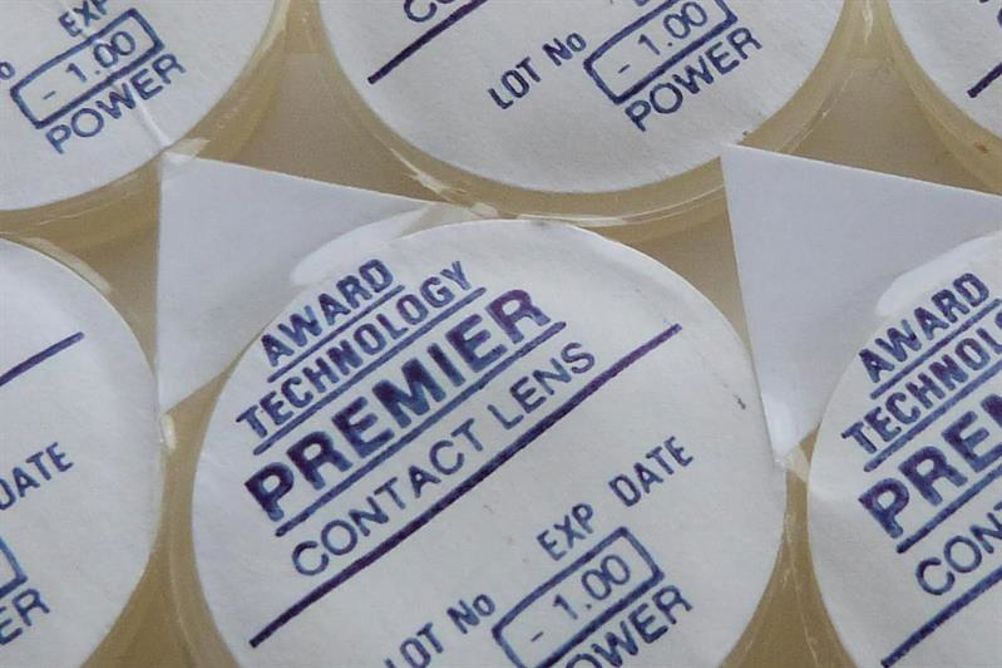 EXP
- 1.00
POWER
LOT No
- 1.00
POWER
AWARD
TECHNOLOGY
PREMIER
CONTACT LENS
EXP DATE
LOT No
- 1.00
POWER
DATE
AWARD